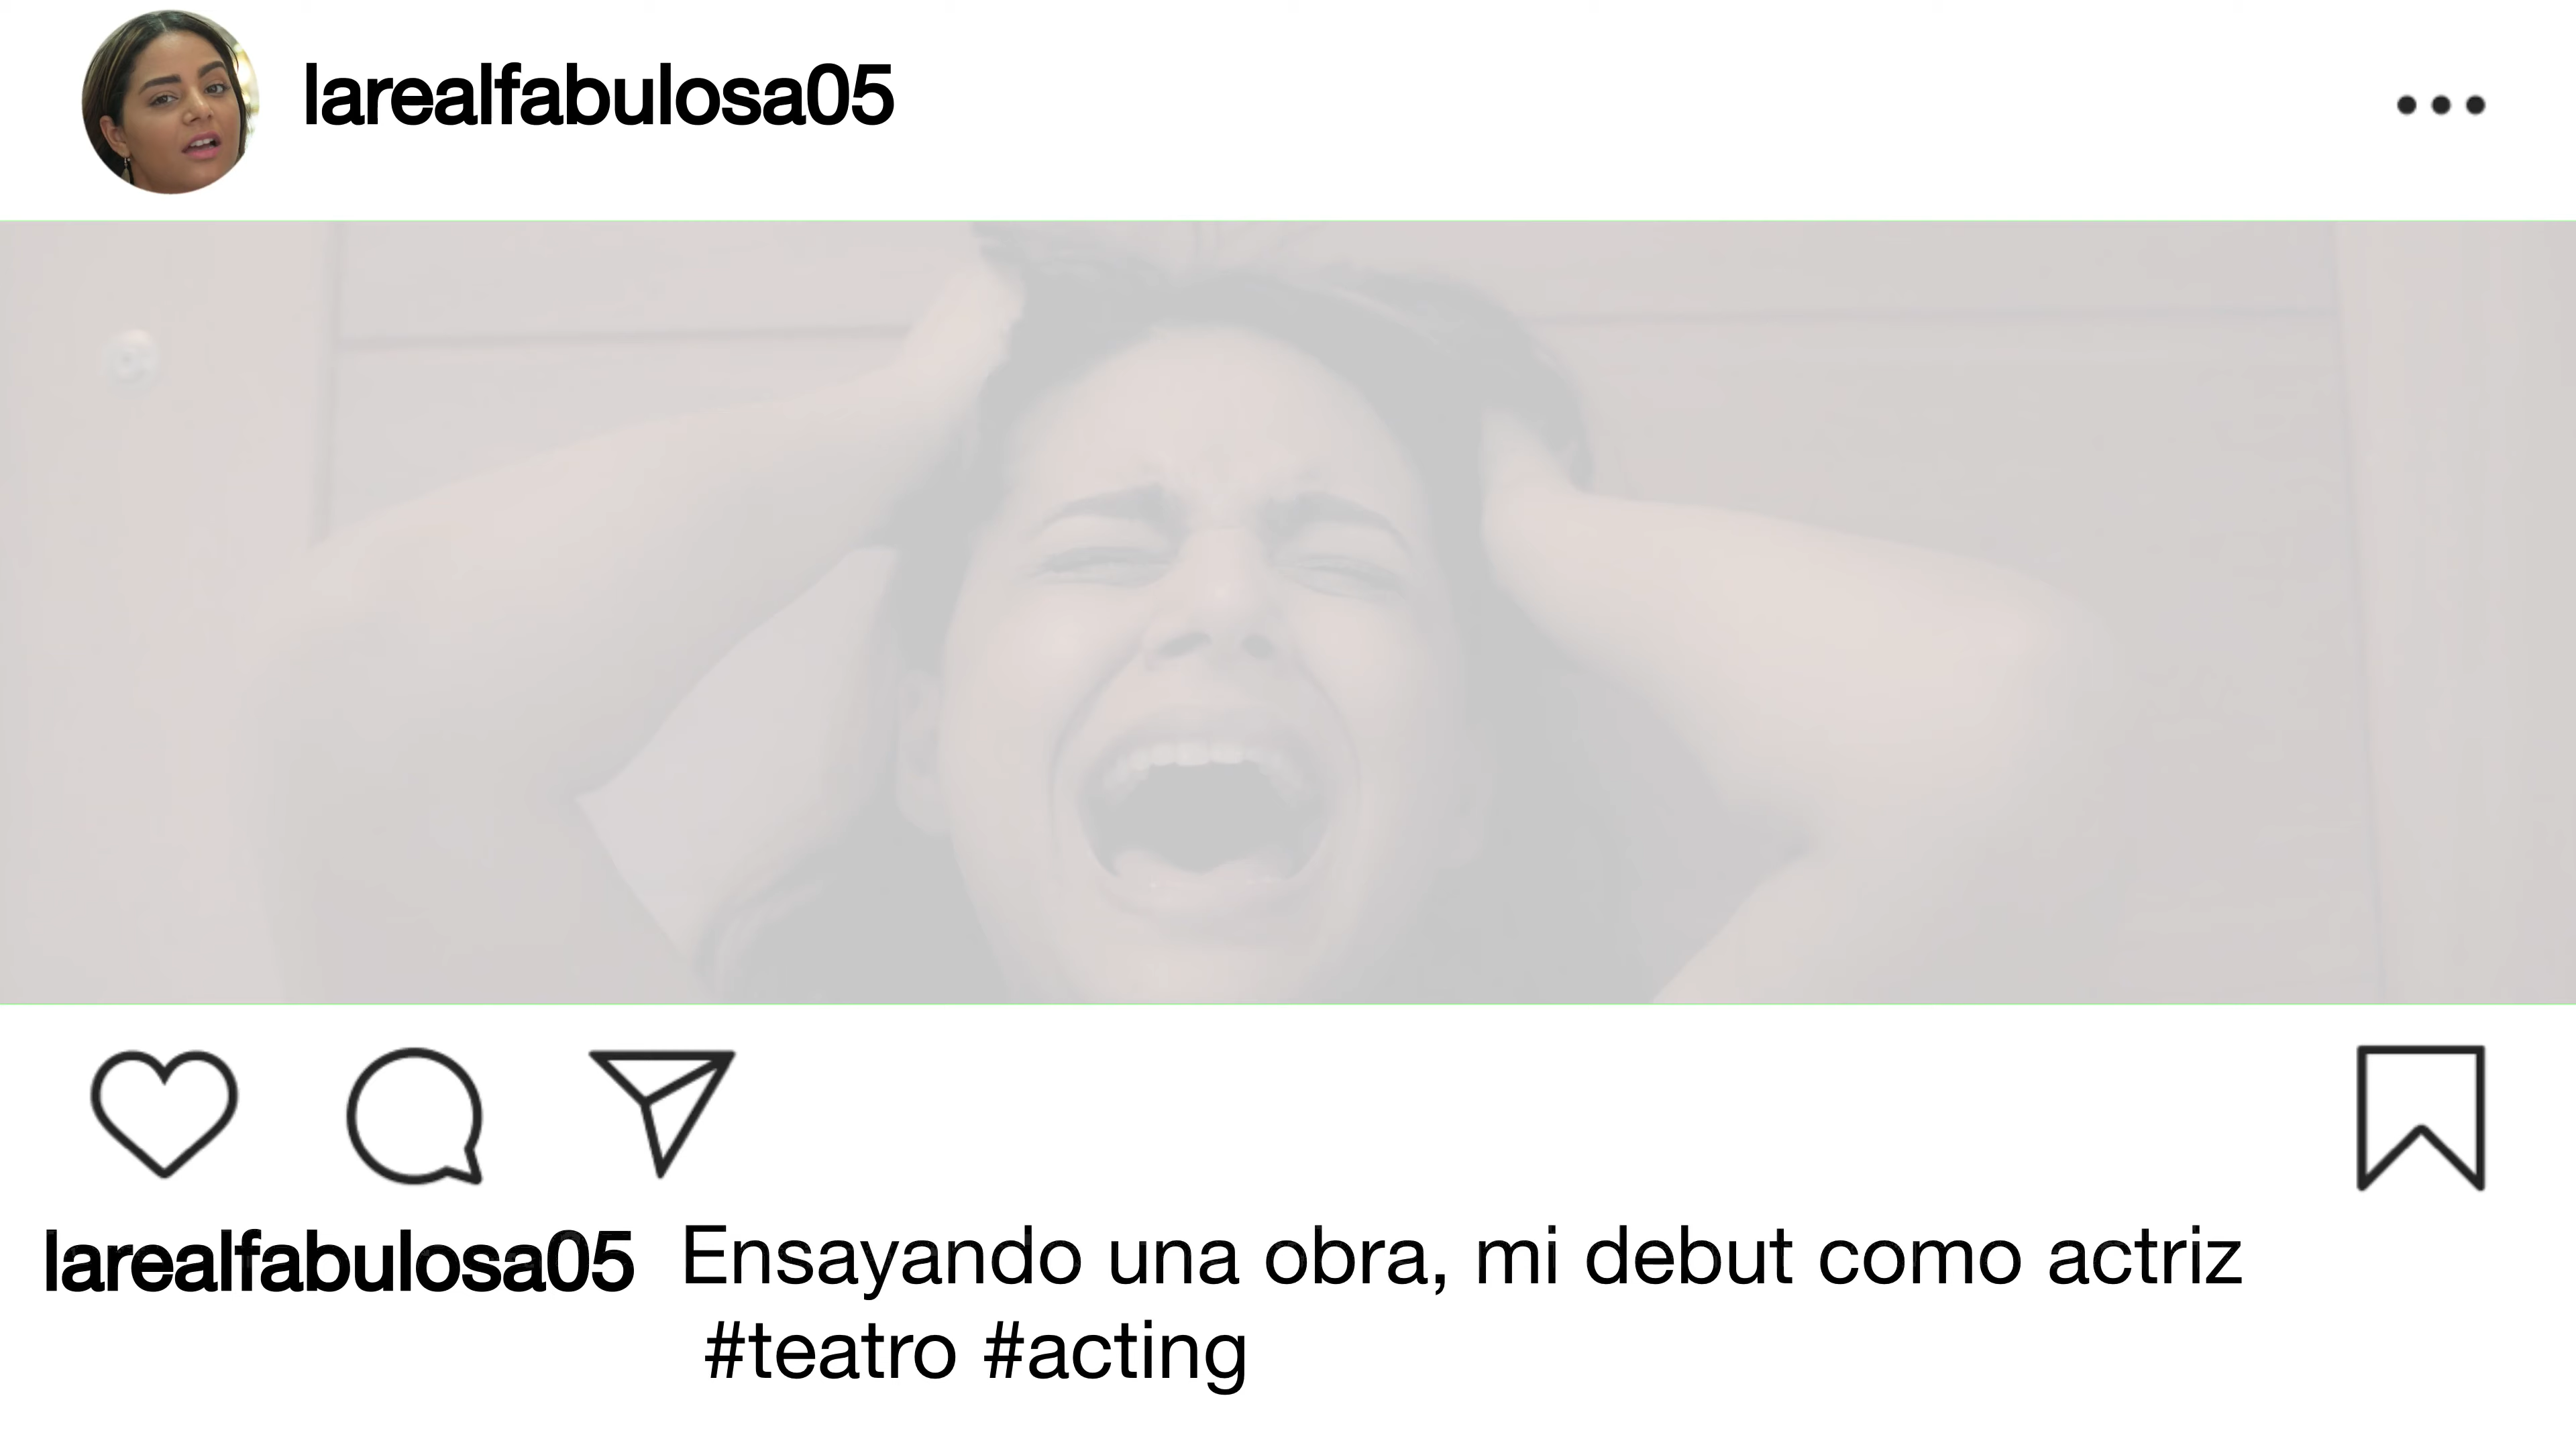 larealfabulosa05
larealfabulosa05 Ensayando una obra, mi debut como actriz
#teatro #acting